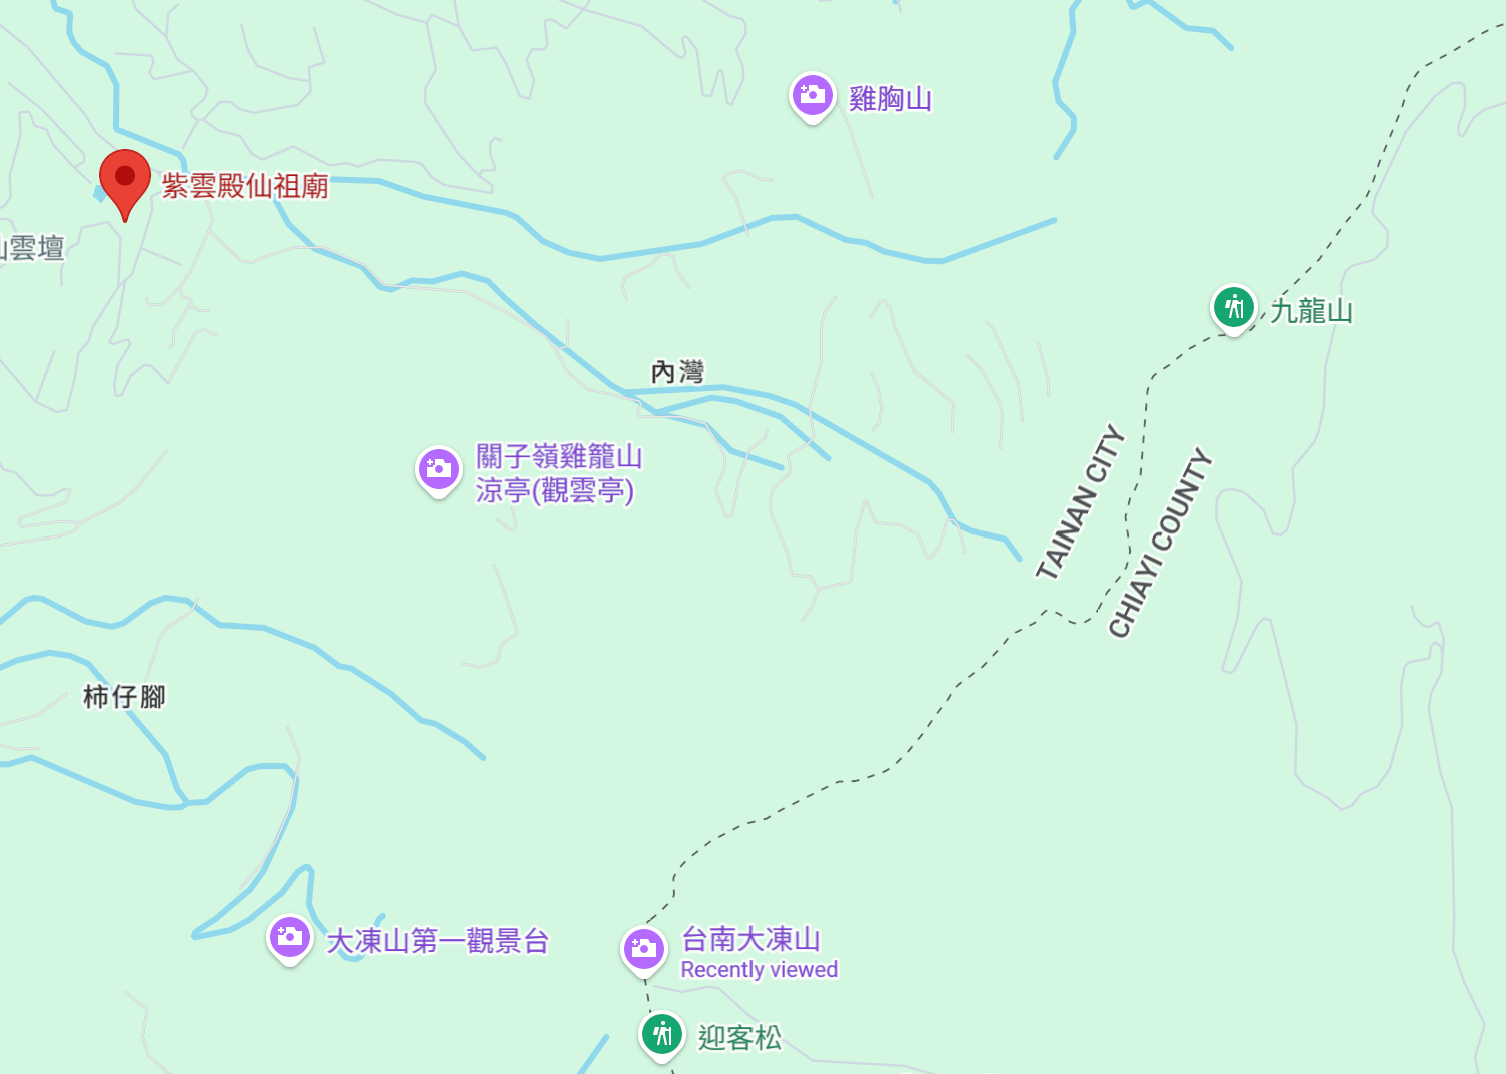 雞胸山
紫雲殿仙祖廟
山雲壇
九龍山
內灣
關子嶺雞籠山
涼亭(觀雲亭)
TAINAN CITY
CHIAYI COUNTY
柿仔腳
大凍山第一觀景台
台南大凍山
Recently viewed
迎客松